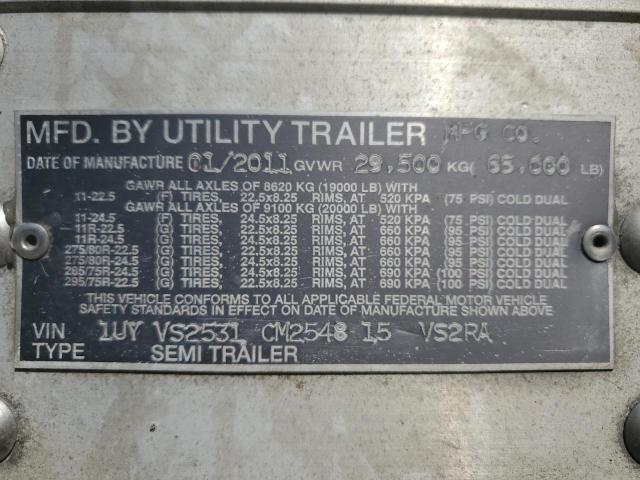 MFD. BY UTILITY TRAILER MFG CO.
DATE OF MANUFACTURE 01/2011 GVWR 29,500 KG( 65,000 LB)
GAWR ALL AXLES OF 8620 KG (19000 LB) WITH
11-22.5 (F) TIRES, 22.5x8.25 RIMS, AT 520 KPA (75 PSI) COLD DUAL
GAWR ALL AXLES OF 9100 KG (20000 LB) WITH
11-24.5 (F) TIRES, 24.5x8.25 RIMS, AT 520 KPA (75 PSI) COLD DUAL
11R-22.5 (G) TIRES, 22.5x8.25 RIMS, AT 660 KPA (95 PSI) COLD DUAL
11R-24.5 (G) TIRES, 24.5x8.25 RIMS, AT 660 KPA (95 PSI) COLD DUAL
275/80R-22.5 (G) TIRES, 22.5x8.25 RIMS, AT 660 KPA (95 PSI) COLD DUAL
275/80R-24.5 (G) TIRES, 24.5x8.25 RIMS, AT 660 KPA (95 PSI) COLD DUAL
285/75R-24.5 (G) TIRES, 24.5x8.25 RIMS, AT 690 KPA (100 PSI) COLD DUAL
295/75R-22.5 (G) TIRES, 22.5x8.25 RIMS, AT 690 KPA (100 PSI) COLD DUAL
THIS VEHICLE CONFORMS TO ALL APPLICABLE FEDERAL MOTOR VEHICLE
SAFETY STANDARDS IN EFFECT ON DATE OF MANUFACTURE SHOWN ABOVE
VIN 1UY VS2531 CM2548 15 VS2RA
TYPE SEMI TRAILER